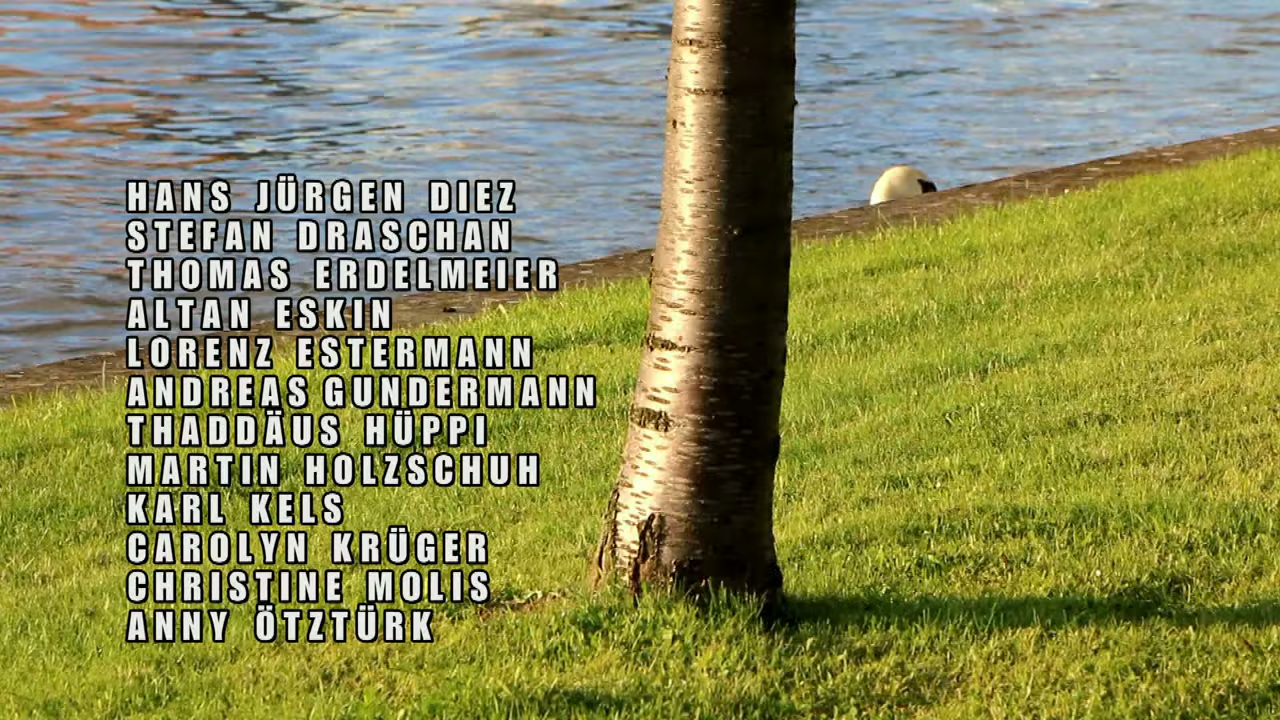 HANS JÜRGEN DIEZ
STEFAN DRASCHAN
THOMAS ERDELMEIER
ALTAN ESKIN
LORENZ ESTERMANN
ANDREAS GUNDERMANN
THADDÄUS HÜPPI
MARTIN HOLZSCHUH
KARL KELS
CAROLYN KRÜGER
CHRISTINE MOLIS
ANNY ÖTZTÜRK